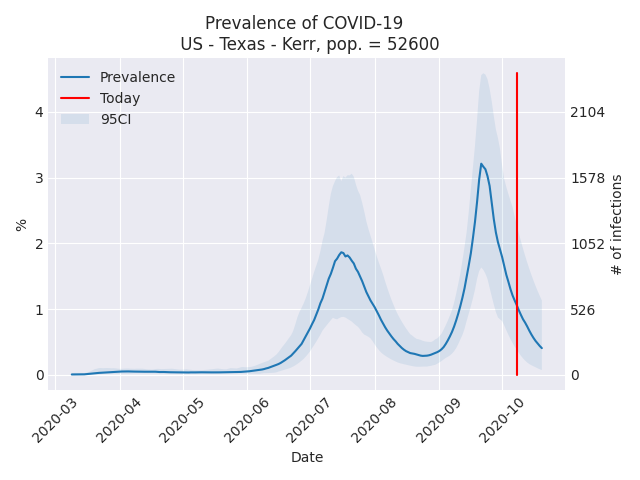 Prevalence of COVID-19
US - Texas - Kerr, pop. = 52600
Prevalence
Today
95CI
4
3
2
1
0
%
2104
1578
1052
526
0
# of infections
2020-03
2020-04
2020-05
2020-06
2020-07
2020-08
2020-09
2020-10
Date